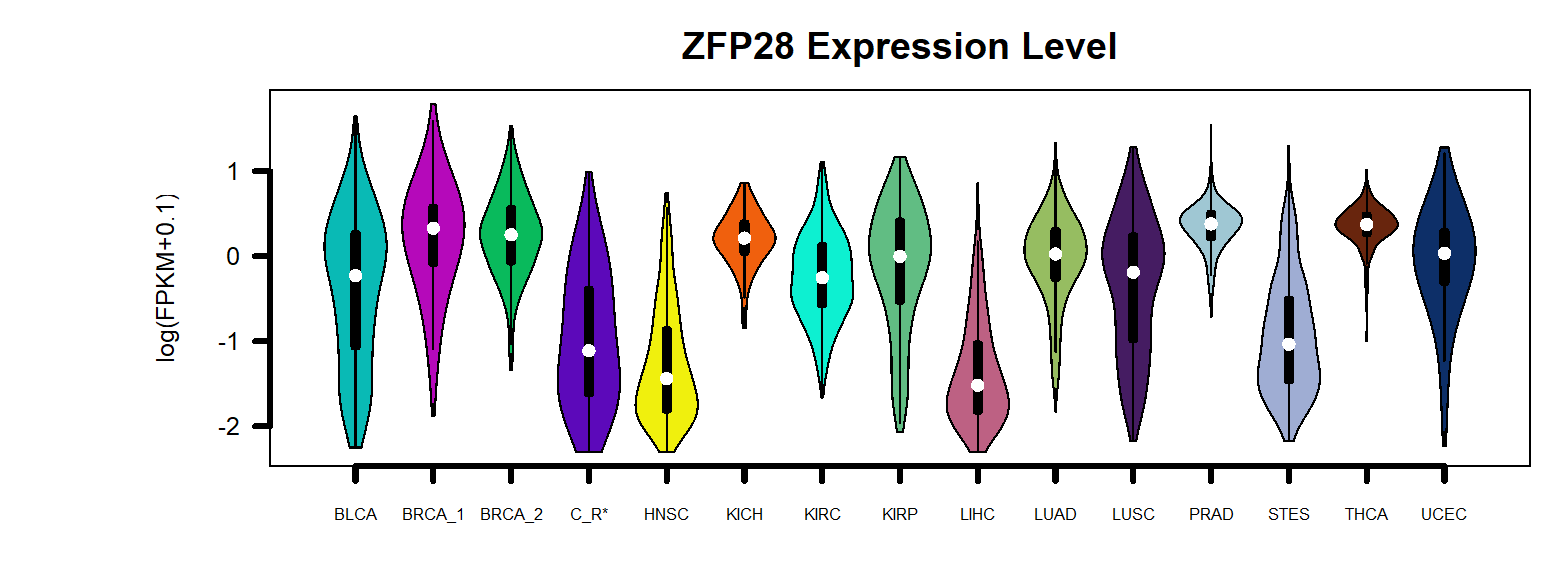 ZFP28 Expression Level
log(FPKM+0.1)
1
0
-1
-2
BLCA BRCA_1 BRCA_2 C_R* HNSC KICH KIRC KIRP LIHC LUAD LUSC PRAD STES THCA UCEC